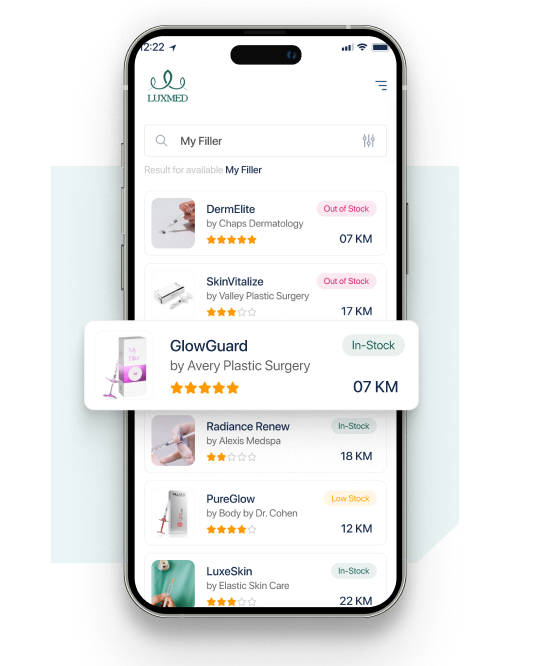 12:22
LUXMED
My Filler
Result for available My Filler
DermElite
Out of Stock
by Chaps Dermatology
07 KM
SkinVitalize
Out of Stock
by Valley Plastic Surgery
17 KM
My
Filler
GlowGuard
In-Stock
by Avery Plastic Surgery
07 KM
Radiance Renew
In-Stock
by Alexis Medspa
18 KM
PureGlow
Low Stock
by Body by Dr. Cohen
12 KM
LuxeSkin
In-Stock
by Elastic Skin Care
22 KM